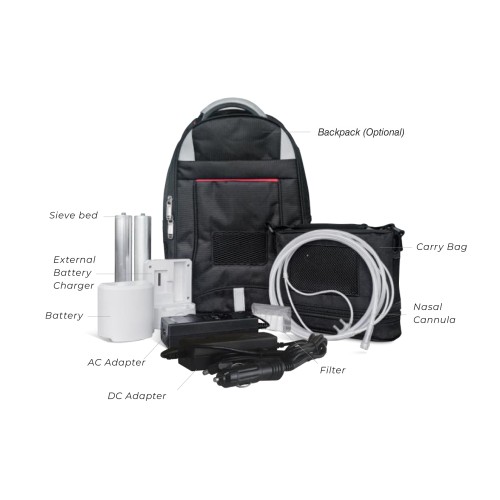 Backpack (Optional)
Sieve bed
Carry Bag
External
Battery
Charger
Nasal
Cannula
Battery
AC Adapter
Filter
DC Adapter